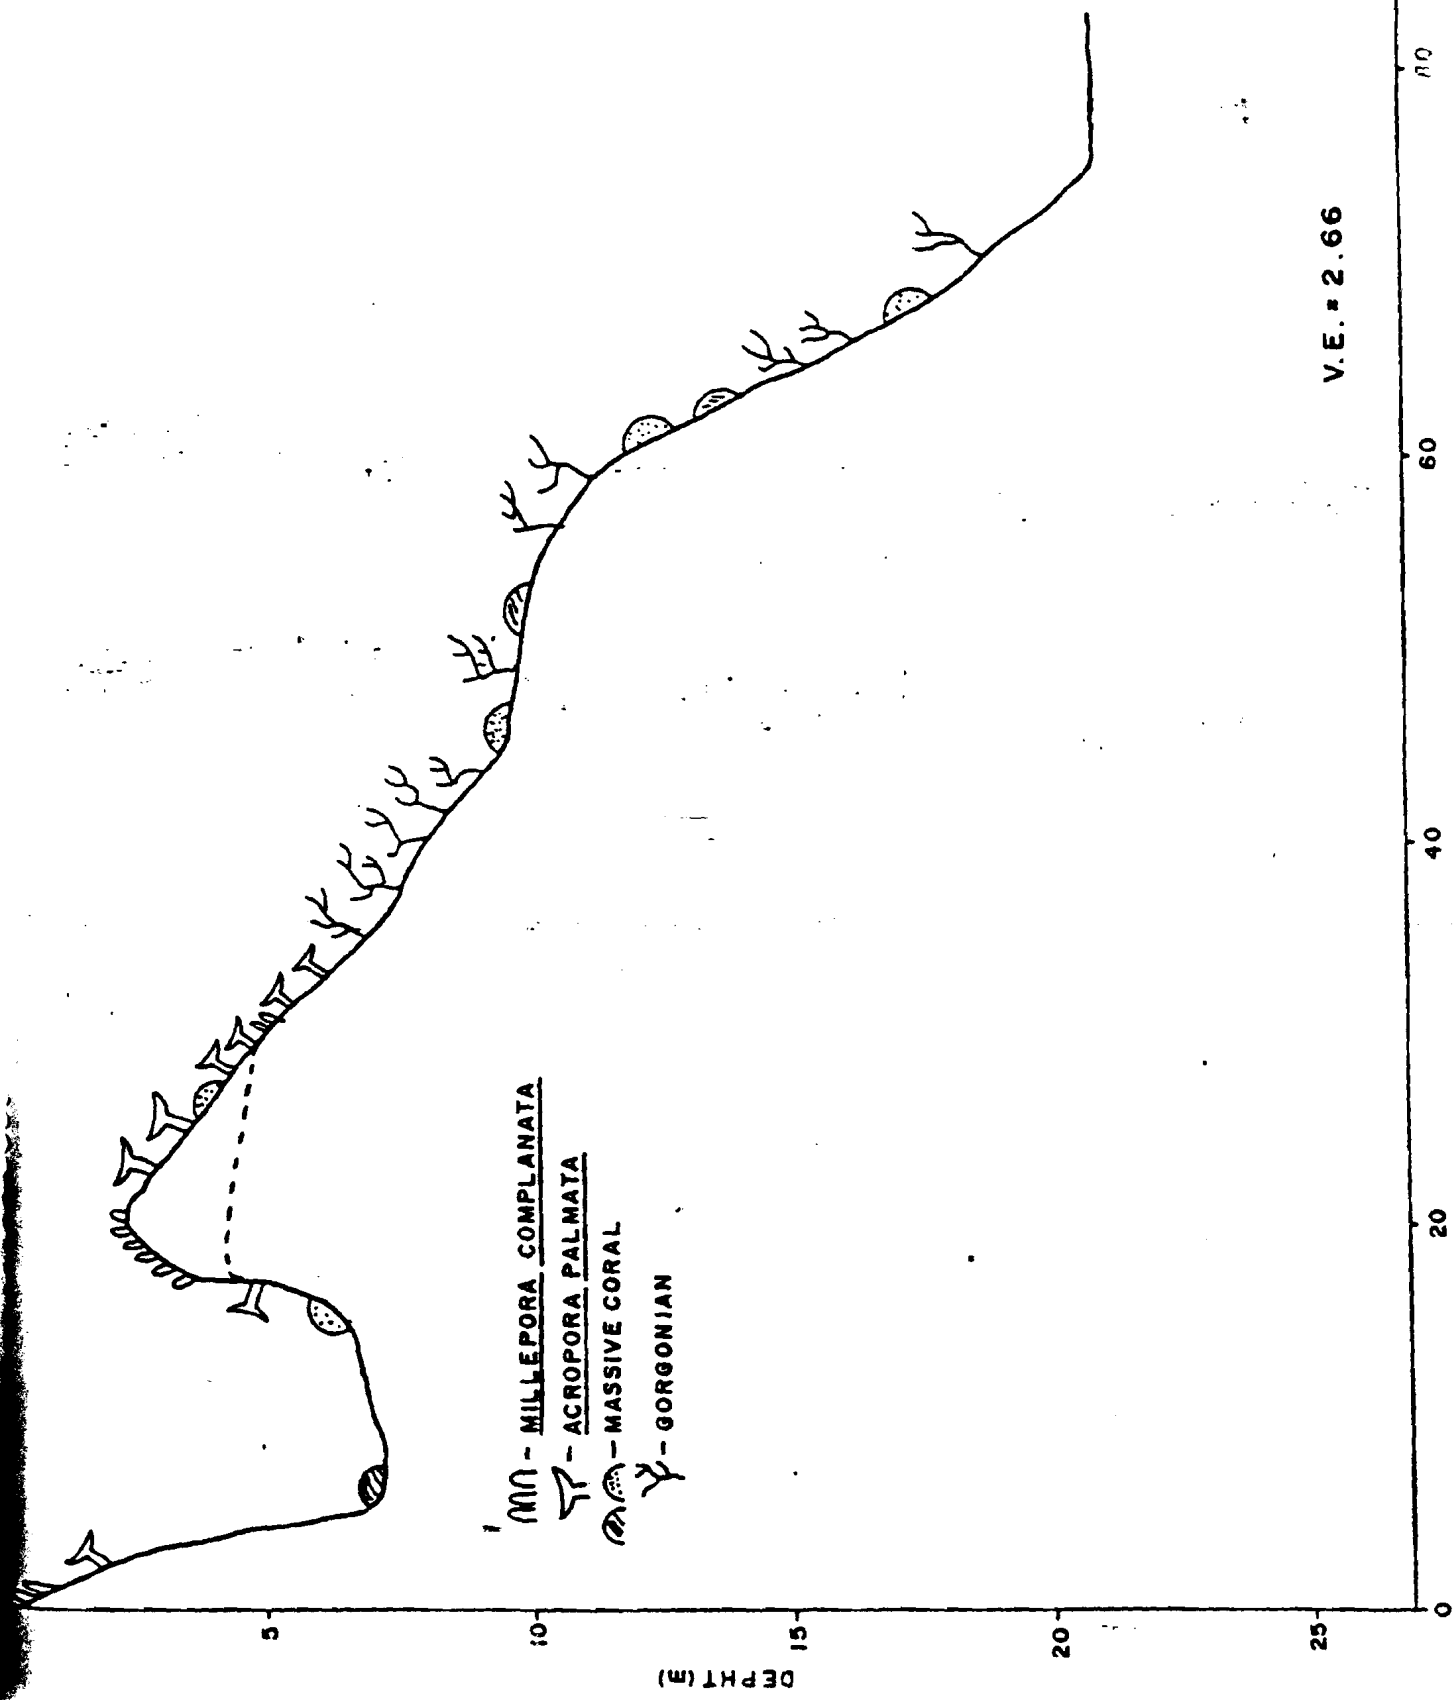 DEPHT (m)
5
10
15
20
25
0
20
40
60
80
- MILLEPORA COMPLANATA
- ACROPORA PALMATA
- MASSIVE CORAL
- GORGONIAN
V.E. = 2.66